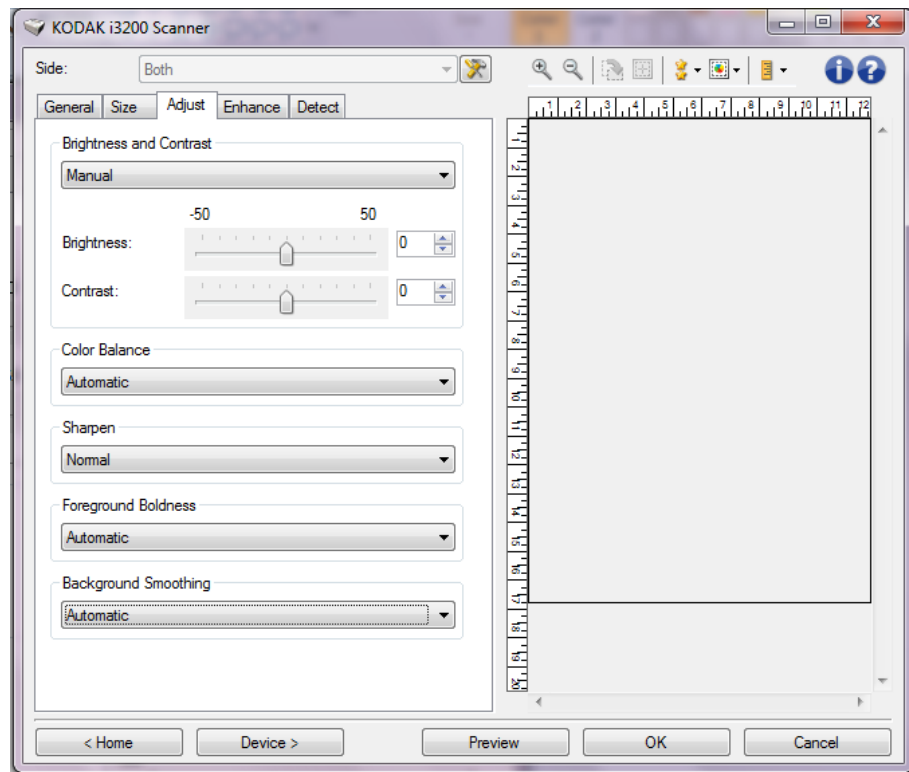 KODAK i3200 Scanner
Side: Both
General Size Adjust Enhance Detect
Brightness and Contrast
Manual
-50 50
Brightness: 0
Contrast: 0
Color Balance
Automatic
Sharpen
Normal
Foreground Boldness
Automatic
Background Smoothing
Automatic
1 2 3 4 5 6 7 8 9 10 11 12
1
2
3
4
5
6
7
8
9
10
11
12
13
14
15
16
17
18
19
20
< Home Device > Preview OK Cancel